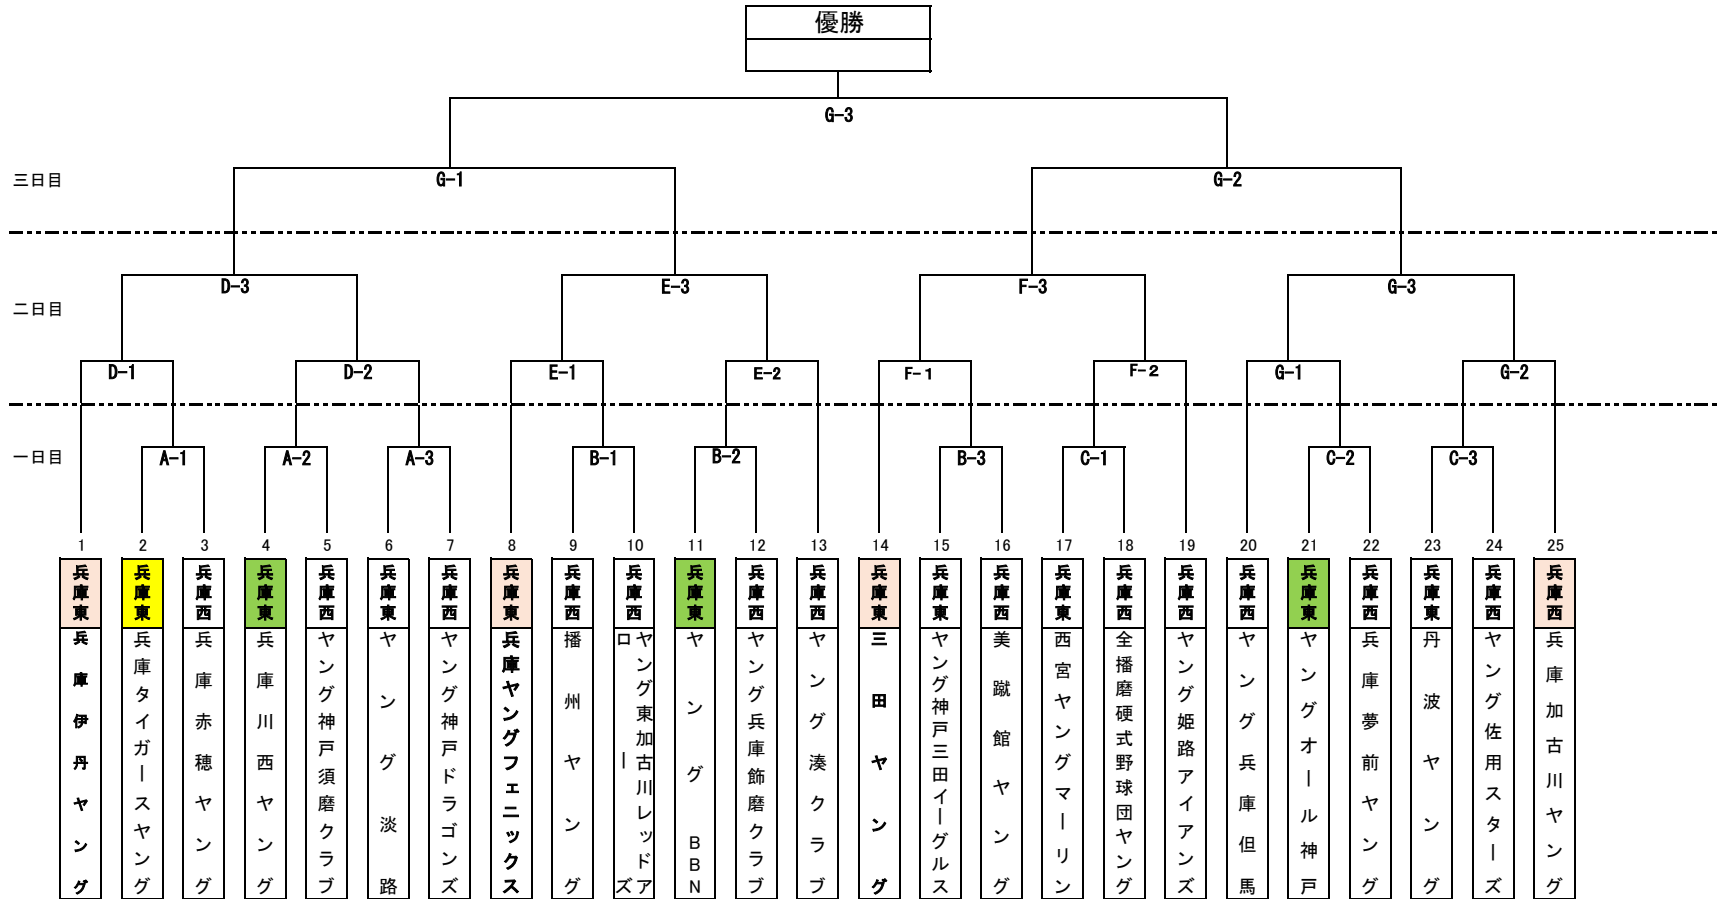 優勝
G-3
三日目
G-1
G-2
D-3
E-3
F-3
G-3
二日目
D-1
D-2
E-1
E-2
F-1
F-2
G-1
G-2
一日目
A-1
A-2
A-3
B-1
B-2
B-3
C-1
C-2
C-3
1
2
3
4
5
6
7
8
9
10
11
12
13
14
15
16
17
18
19
20
21
22
23
24
25
兵庫東
兵庫東
兵庫西
兵庫東
兵庫西
兵庫東
兵庫西
兵庫東
兵庫西
兵庫西
兵庫東
兵庫西
兵庫西
兵庫東
兵庫西
兵庫西
兵庫東
兵庫西
兵庫西
兵庫西
兵庫東
兵庫西
兵庫東
兵庫西
兵庫西
兵庫伊丹ヤング
兵庫タイガースヤング
兵庫赤穂ヤング
兵庫川西ヤング
ヤング神戸須磨クラブ
ヤング淡路
ヤング神戸ドラゴンズ
兵庫ヤングフェニックス
播州ヤング
ヤング東加古川レッドア
ローズ
ヤングBBN
ヤング兵庫飾磨クラブ
ヤング湊クラブ
三田ヤング
ヤング神戸三田イーグルス
美蹴館ヤング
西宮ヤングマーリン
全播磨硬式野球団ヤング
ヤング姫路アイアンズ
ヤング兵庫但馬
ヤングオール神戸
兵庫夢前ヤング
丹波ヤング
ヤング佐用スターズ
兵庫加古川ヤング